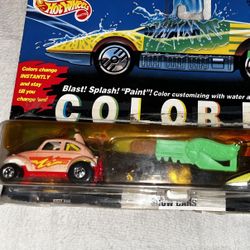 Hot Wheels
Colors change
INSTANTLY
and stay
till you
change 'em!
Blast! Splash! "Paint"! Color customizing with water a
COLOR
SHOW CARS